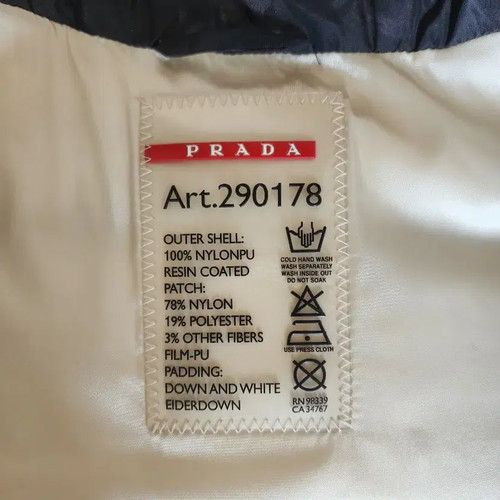 PRADA
Art.290178
OUTER SHELL:
100% NYLONPU
RESIN COATED
PATCH:
78% NYLON
19% POLYESTER
3% OTHER FIBERS
FILM-PU
PADDING:
DOWN AND WHITE
EIDERDOWN
COLD HAND WASH
WASH SEPARATELY
WASH INSIDE OUT
DO NOT SOAK
USE PRESS CLOTH
RN 98339
CA 34767